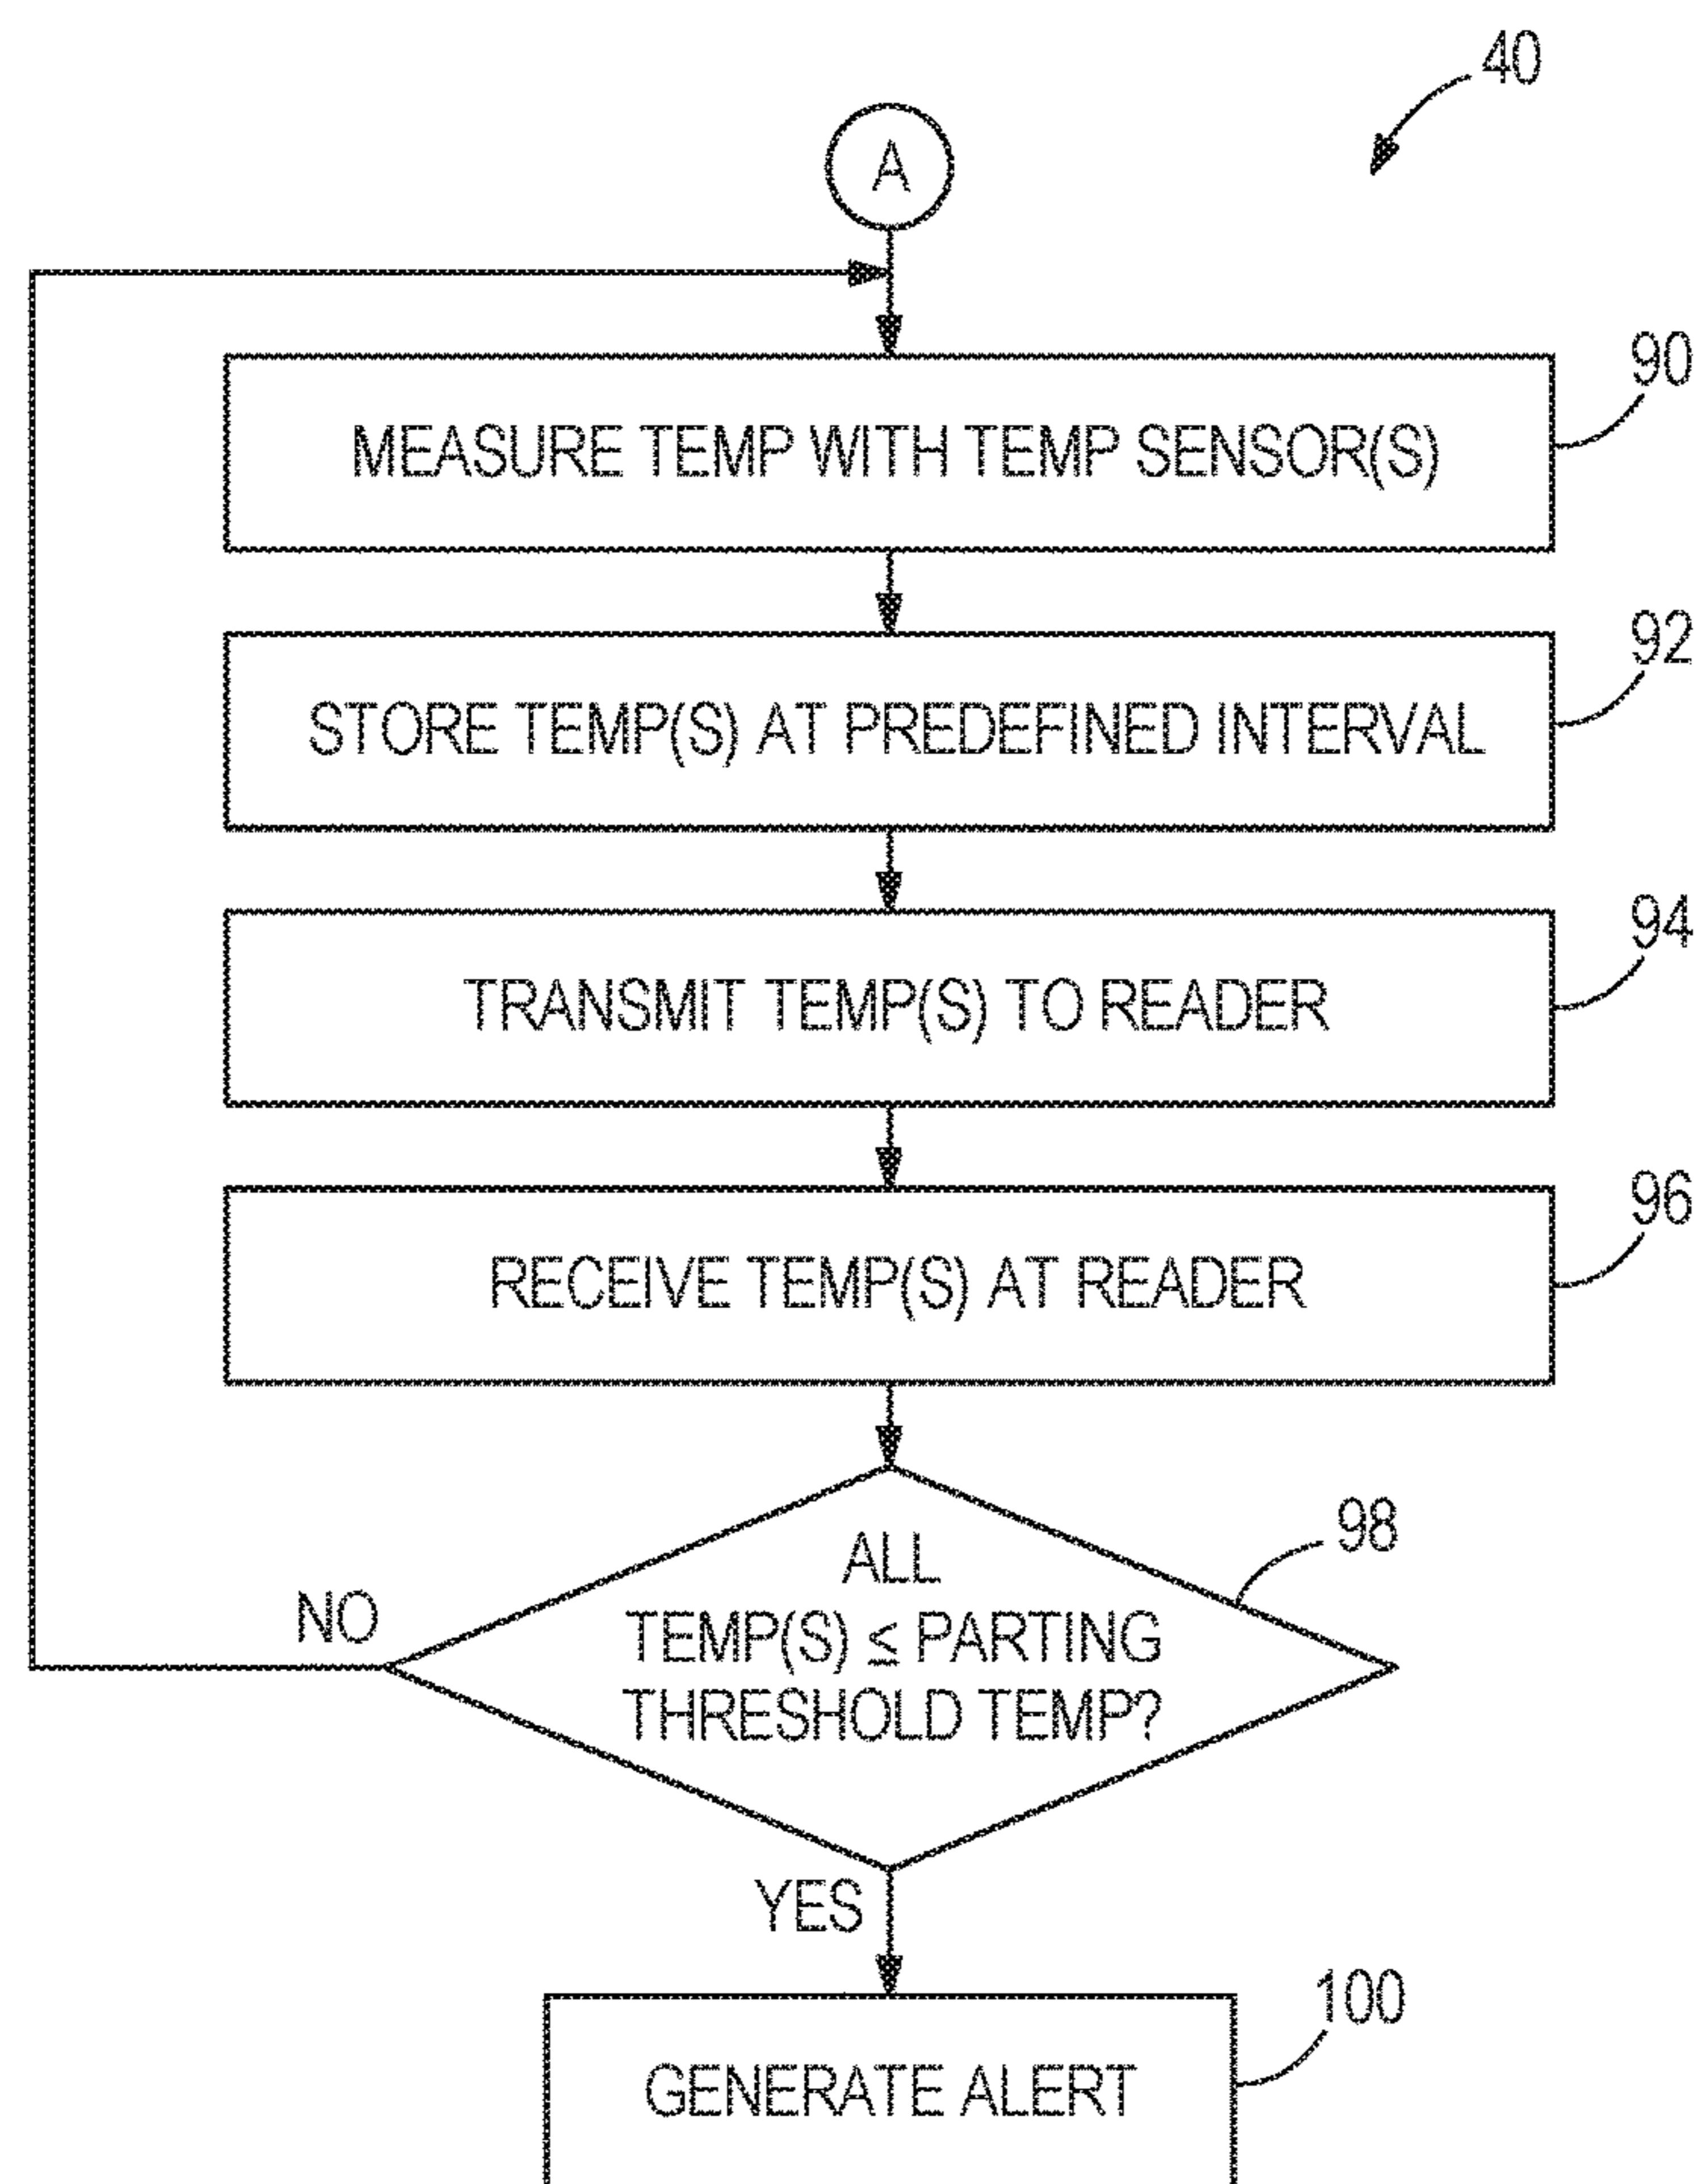 40
A
90
MEASURE TEMP WITH TEMP SENSOR(S)
92
STORE TEMP(S) AT PREDEFINED INTERVAL
94
TRANSMIT TEMP(S) TO READER
96
RECEIVE TEMP(S) AT READER
98
ALL
TEMP(S) ≤ PARTING
THRESHOLD TEMP?
NO
YES
100
GENERATE ALERT